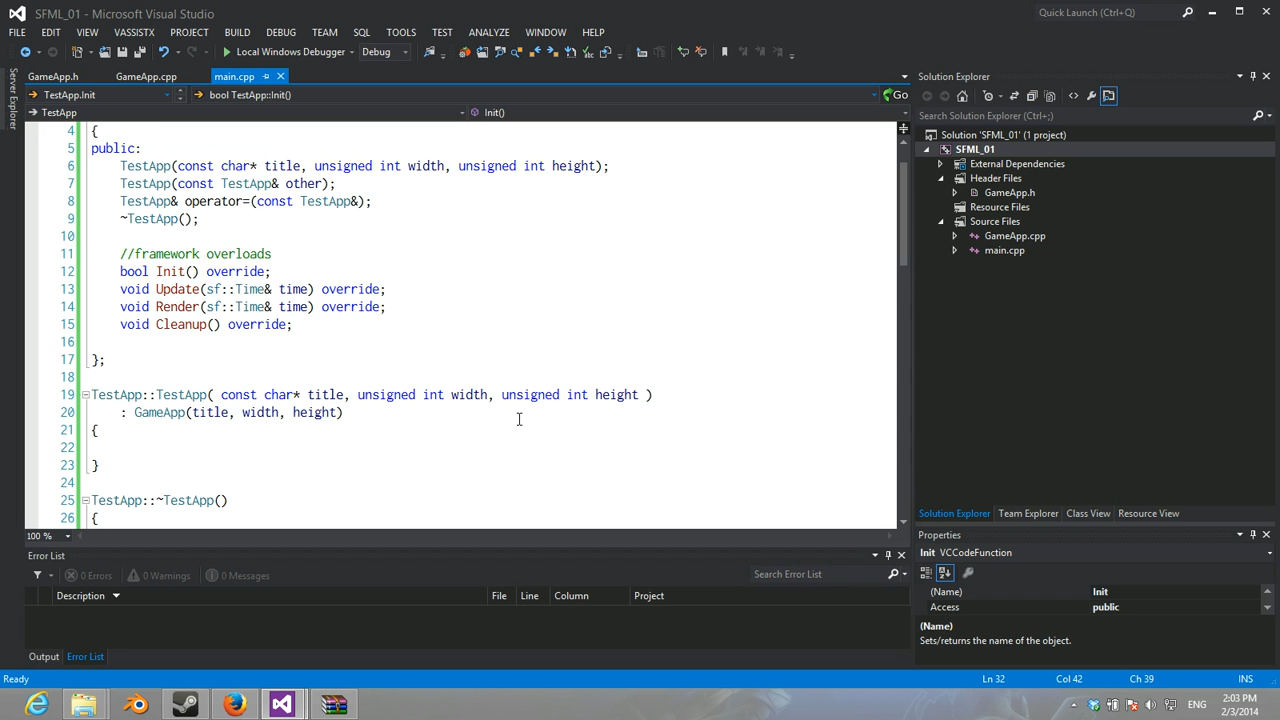 SFML_01 - Microsoft Visual Studio
Quick Launch (Ctrl+Q)
FILE EDIT VIEW VASSISTX PROJECT BUILD DEBUG TEAM SQL TOOLS TEST ANALYZE WINDOW HELP
Local Windows Debugger Debug
Server Explorer
GameApp.h GameApp.cpp main.cpp
TestApp.Init bool TestApp::Init() Go
TestApp Init()
4 {
5 public:
6 TestApp(const char* title, unsigned int width, unsigned int height);
7 TestApp(const TestApp& other);
8 TestApp& operator=(const TestApp&);
9 ~TestApp();
10
11 //framework overloads
12 bool Init() override;
13 void Update(sf::Time& time) override;
14 void Render(sf::Time& time) override;
15 void Cleanup() override;
16
17 };
18
19 TestApp::TestApp( const char* title, unsigned int width, unsigned int height )
20 : GameApp(title, width, height)
21 {
22
23 }
24
25 TestApp::~TestApp()
26 {
100 %
Error List
0 Errors 0 Warnings 0 Messages
Search Error List
Description File Line Column Project
Output Error List
Solution Explorer
Search Solution Explorer (Ctrl+;)
Solution 'SFML_01' (1 project)
SFML_01
External Dependencies
Header Files
GameApp.h
Resource Files
Source Files
GameApp.cpp
main.cpp
Solution Explorer Team Explorer Class View Resource View
Properties
Init VCCodeFunction
(Name) Init
Access public
(Name)
Sets/returns the name of the object.
Ready Ln 32 Col 42 Ch 39 INS
ENG
2:03 PM
2/3/2014